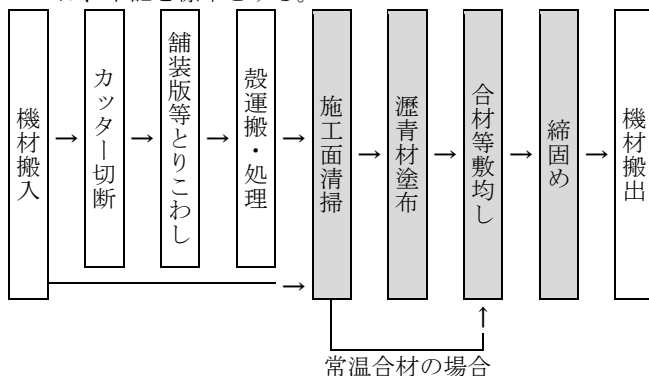 機材搬入
→
カッター切断
→
舗装版等とりこわし
→
殻運搬・処理
→
施工面清掃
→
瀝青材塗布
→
合材等敷均し
→
締固め
→
機材搬出
→
↑
常温合材の場合